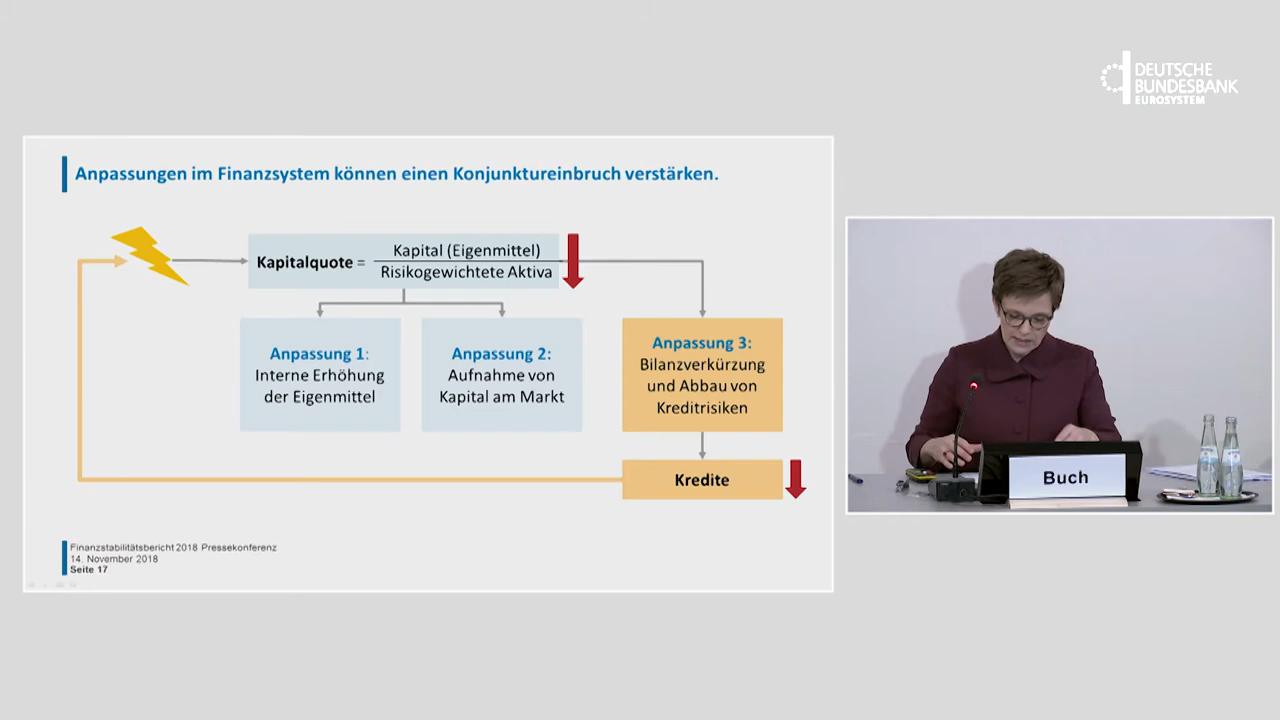 DEUTSCHE
BUNDESBANK
EUROSYSTEM
Anpassungen im Finanzsystem können einen Konjunktureinbruch verstärken.
Kapitalquote = Kapital (Eigenmittel)
Risikogewichtete Aktiva
Anpassung 1:
Interne Erhöhung
der Eigenmittel
Anpassung 2:
Aufnahme von
Kapital am Markt
Anpassung 3:
Bilanzverkürzung
und Abbau von
Kreditrisiken
Kredite
Finanzstabilitätsbericht 2018 Pressekonferenz
14. November 2018
Seite 17
Buch